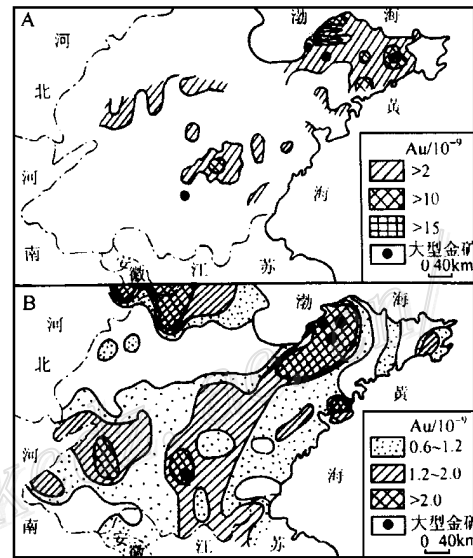 A
渤 海
河
北
黄
河
海
南
安徽
江 苏
Au/10⁻⁹
>2
>10
>15
大型金矿
0 40km
B
渤 海
河
北
黄
河
海
南
安徽
江 苏
Au/10⁻⁹
0.6~1.2
1.2~2.0
>2.0
大型金矿
0 40km